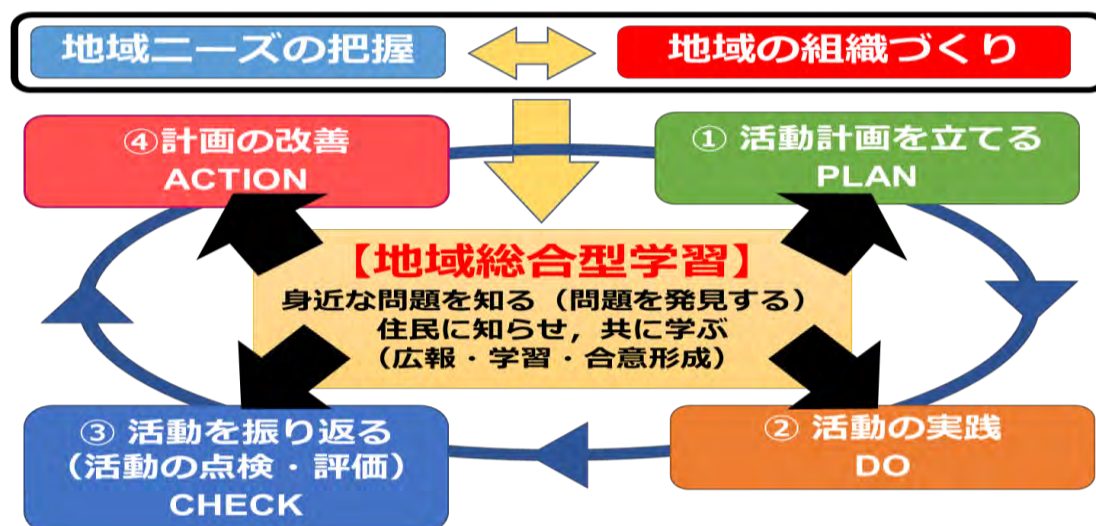 地域ニーズの把握
地域の組織づくり
④計画の改善
ACTION
① 活動計画を立てる
PLAN
【地域総合型学習】
身近な問題を知る（問題を発見する）
住民に知らせ，共に学ぶ
（広報・学習・合意形成）
③ 活動を振り返る
（活動の点検・評価）
CHECK
② 活動の実践
DO